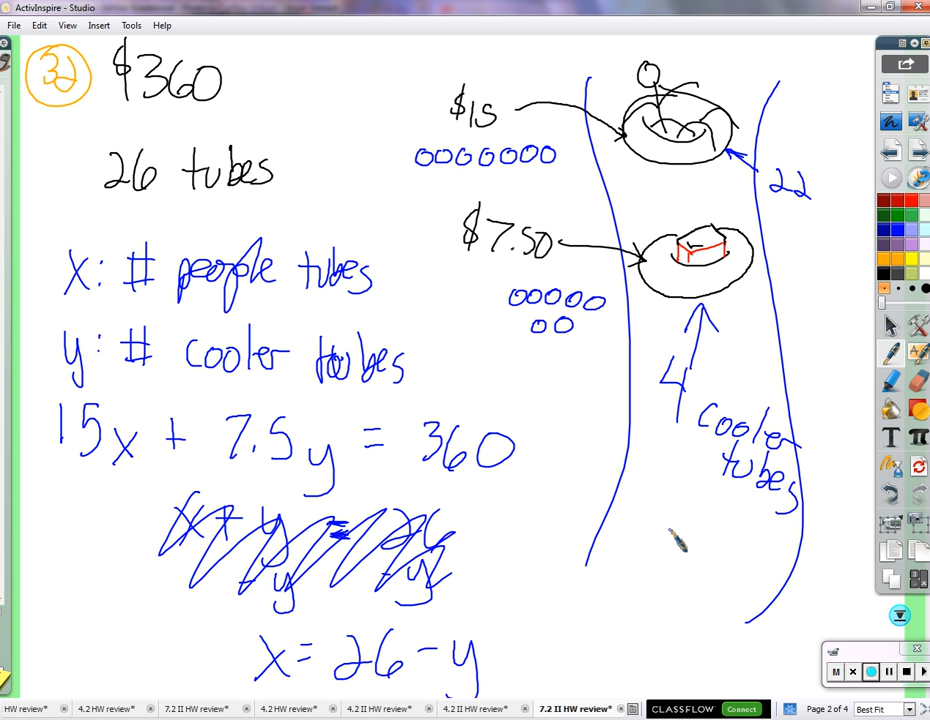 ActivInspire - Studio
File Edit View Insert Tools Help
32 $360
26 tubes
$15
22
$7.50
4
cooler
tubes
x: # people tubes
y: # cooler tubes
15x + 7.5y = 360
x + y = 26
-y -y
x = 26 - y
HW review* 4.2 HW review* 7.2 II HW review* 4.2 HW review* 4.2 II HW review* 4.2 II HW review* 7.2 II HW review*
CLASSFLOW Connect
Page 2 of 4 Best Fit